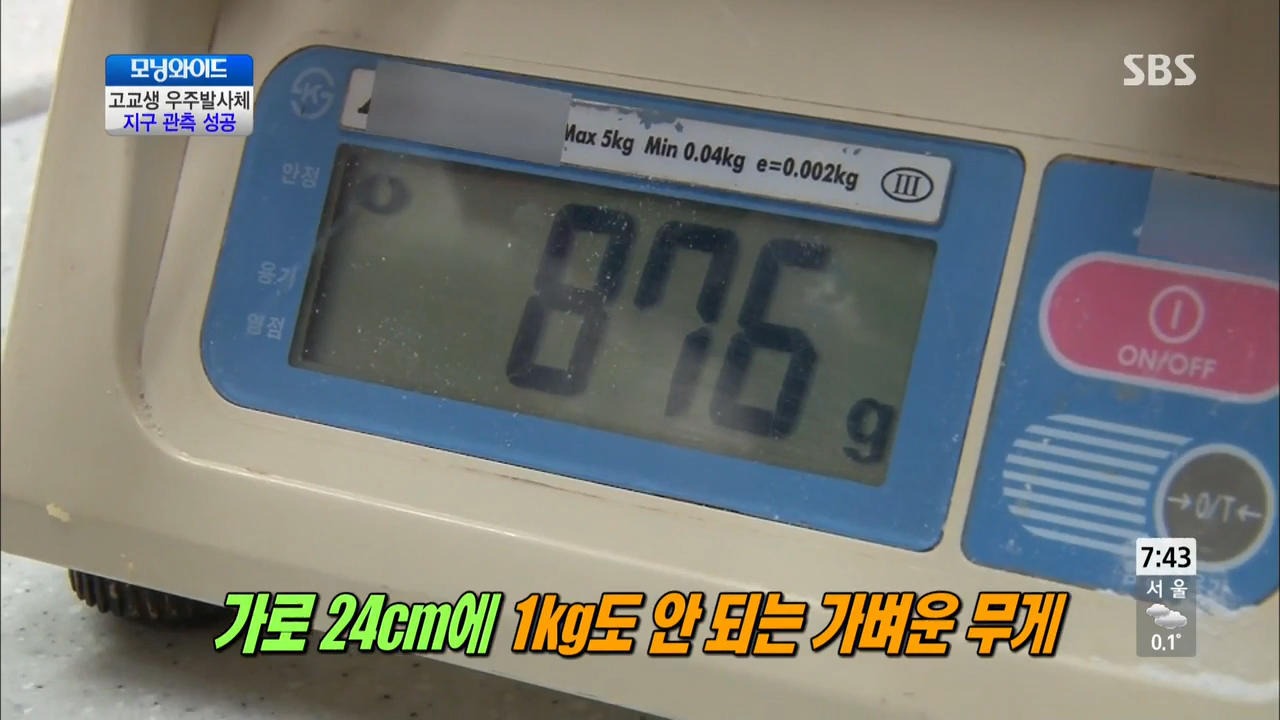 모닝와이드
고교생 우주발사체
지구 관측 성공
SBS
K
Max 5kg Min 0.04kg e=0.002kg III
안정
용기
영점
876 g
ON/OFF
→0/T←
7:43
서울
0.1°
가로 24cm에 1kg도 안 되는 가벼운 무게